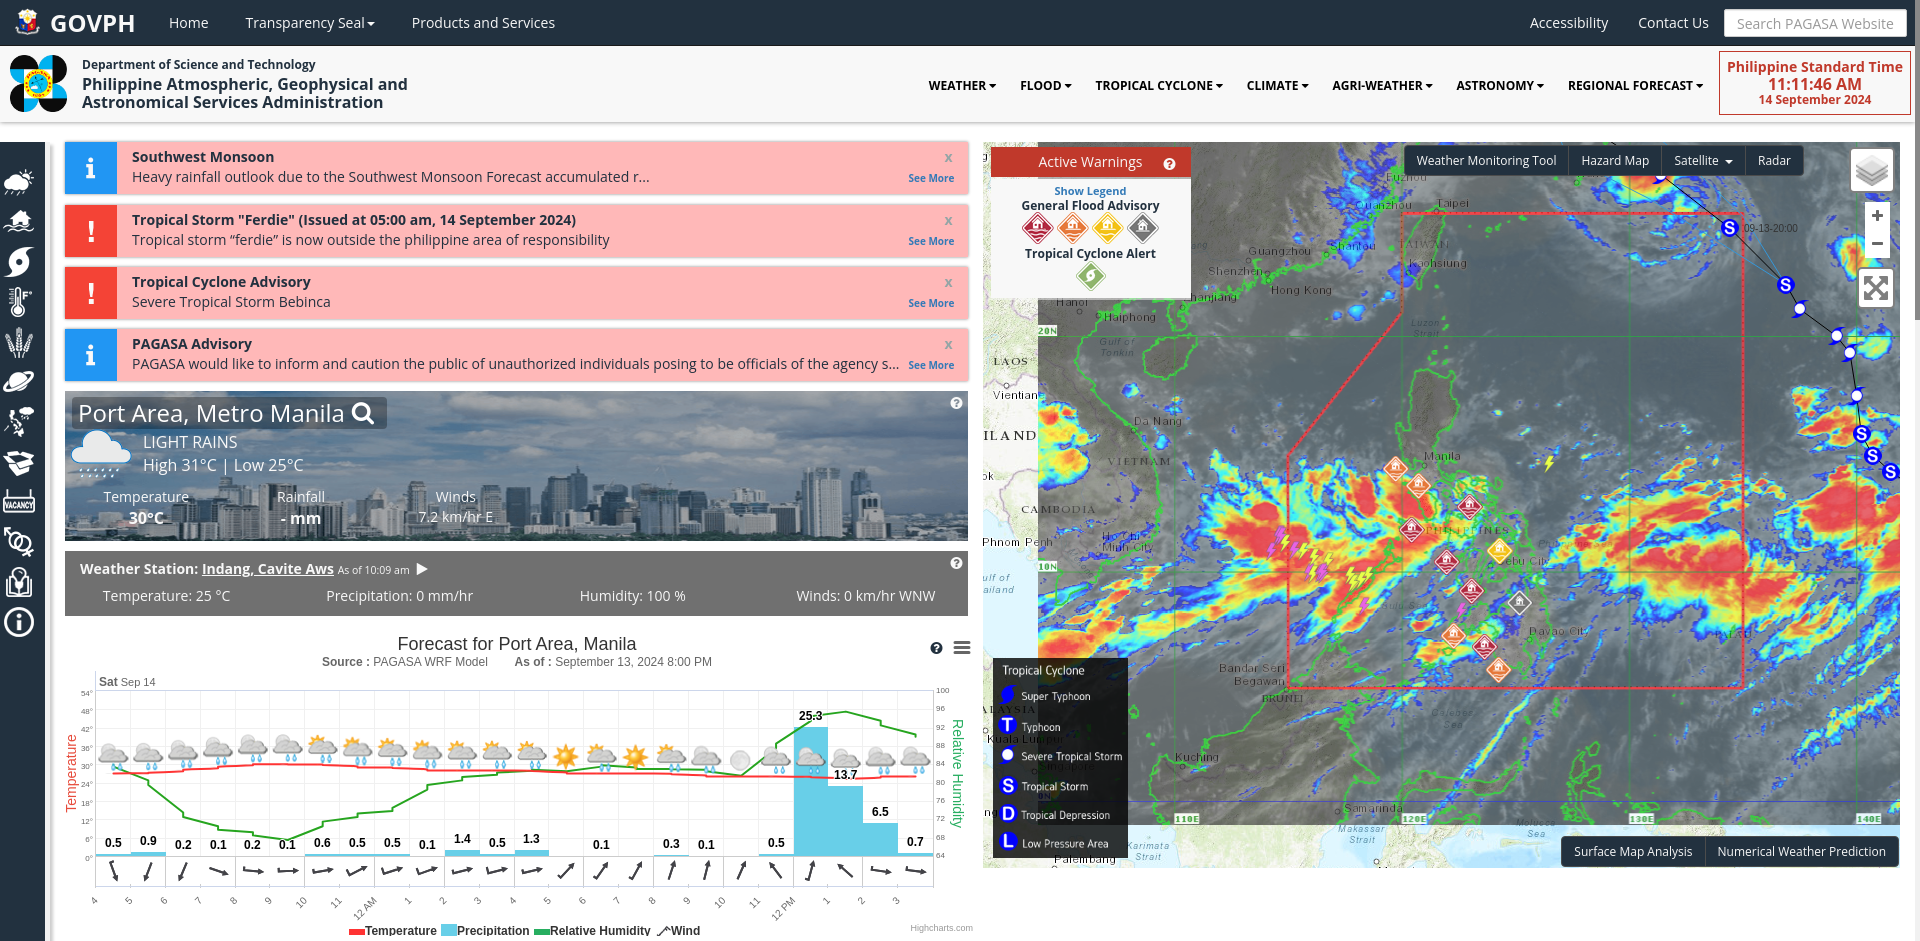 GOVPH
Home
Transparency Seal
Products and Services
Accessibility
Contact Us
Search PAGASA Website
Department of Science and Technology
Philippine Atmospheric, Geophysical and
Astronomical Services Administration
WEATHER
FLOOD
TROPICAL CYCLONE
CLIMATE
AGRI-WEATHER
ASTRONOMY
REGIONAL FORECAST
Philippine Standard Time
11:11:46 AM
14 September 2024
Southwest Monsoon
x
Heavy rainfall outlook due to the Southwest Monsoon Forecast accumulated r...
See More
Tropical Storm "Ferdie" (Issued at 05:00 am, 14 September 2024)
x
Tropical storm “ferdie” is now outside the philippine area of responsibility
See More
Tropical Cyclone Advisory
x
Severe Tropical Storm Bebinca
See More
PAGASA Advisory
x
PAGASA would like to inform and caution the public of unauthorized individuals posing to be officials of the agency s...
See More
Port Area, Metro Manila
LIGHT RAINS
High 31°C | Low 25°C
Temperature
30°C
Rainfall
- mm
Winds
7.2 km/hr E
Weather Station: Indang, Cavite Aws As of 10:09 am
Temperature: 25 °C
Precipitation: 0 mm/hr
Humidity: 100 %
Winds: 0 km/hr WNW
Forecast for Port Area, Manila
Source : PAGASA WRF Model As of : September 13, 2024 8:00 PM
Sat Sep 14
Temperature
54°
48°
42°
36°
30°
24°
18°
12°
6°
0°
100
96
92
88
84
80
76
72
68
64
Relative Humidity
0.5 0.9 0.2 0.1 0.2 0.1 0.6 0.5 0.5 0.1 1.4 0.5 1.3 0.1 0.3 0.1 0.5 25.3 13.7 6.5 0.7
4 5 6 7 8 9 10 11 12 AM 1 2 3 4 5 6 7 8 9 10 11 12 PM 1 2 3
Temperature Precipitation Relative Humidity Wind
Highcharts.com
Active Warnings
Show Legend
General Flood Advisory
Tropical Cyclone Alert
Weather Monitoring Tool
Hazard Map
Satellite
Radar
+
−
09-13-20:00
Fuzhou
Quanzhou
Taipei
Shantou
TAIWAN
Kaohsiung
Guangzhou
Shenzhen
Hong Kong
Zhanjiang
Hanoi
Haiphong
Gulf of
Tonkin
Luzon
Strait
20N
LAOS
Vientian
Da Nang
ILAND
VIETNAM
Manila
CAMBODIA
Phnom Penh
Ho Chi
Minh City
PHILIPPINES
Cebu City
10N
Sulu Sea
Davao City
PALAU
Bandar Seri
Begawan
BRUNEI
Celebes
Sea
Kuala Lumpur
Kuching
Samarinda
110E
120E
130E
140E
Makassar
Strait
Molucca
Sea
Karimata
Strait
Palembang
Tropical Cyclone
Super Typhoon
T Typhoon
Severe Tropical Storm
S Tropical Storm
D Tropical Depression
L Low Pressure Area
Surface Map Analysis
Numerical Weather Prediction